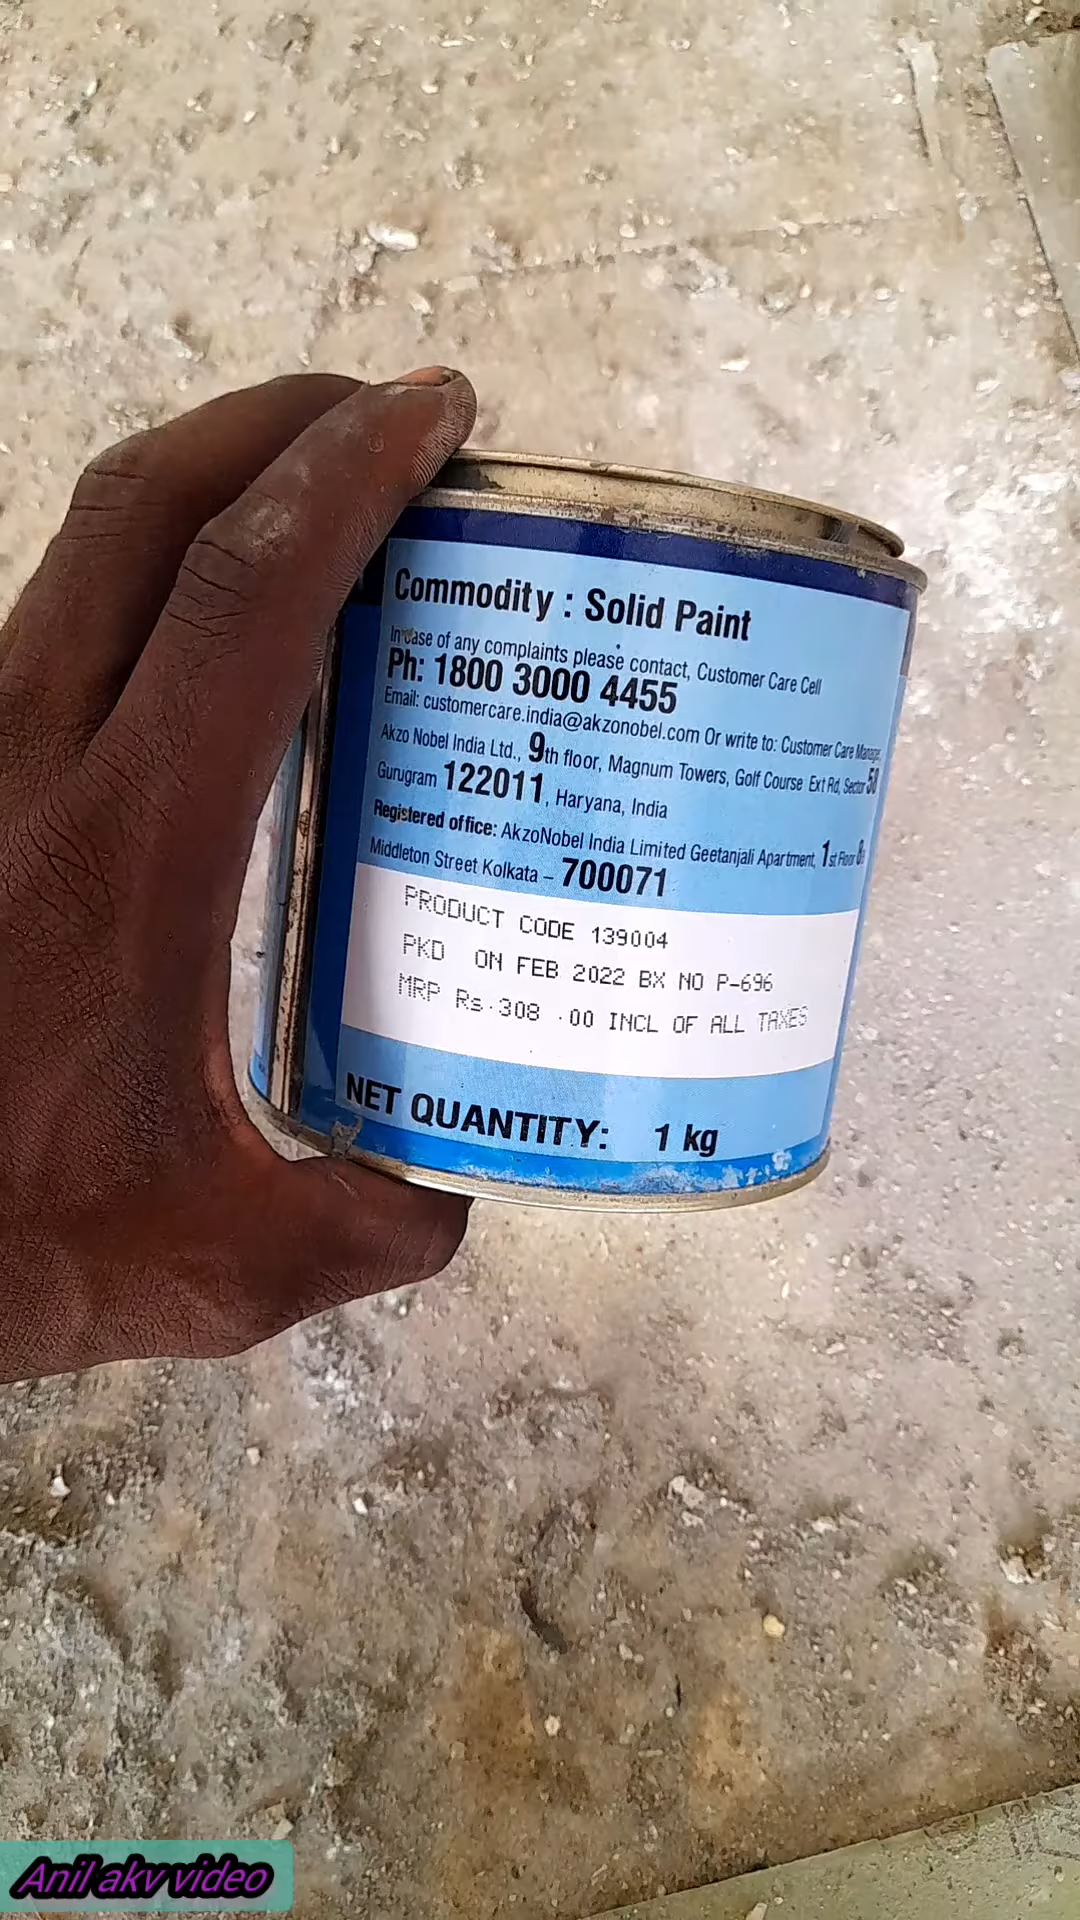 Commodity : Solid Paint
In case of any complaints please contact, Customer Care Cell
Ph: 1800 3000 4455
Email: customercare.india@akzonobel.com Or write to: Customer Care Manager,
Akzo Nobel India Ltd., 9th floor, Magnum Towers, Golf Course Ext Rd, Sector 58
Gurugram 122011, Haryana, India
Registered office: AkzoNobel India Limited Geetanjali Apartment, 1st Floor
Middleton Street Kolkata – 700071
PRODUCT CODE 139004
PKD ON FEB 2022 BX NO P-696
MRP Rs.308 .00 INCL OF ALL TAXES
NET QUANTITY: 1 kg
Anil akv video